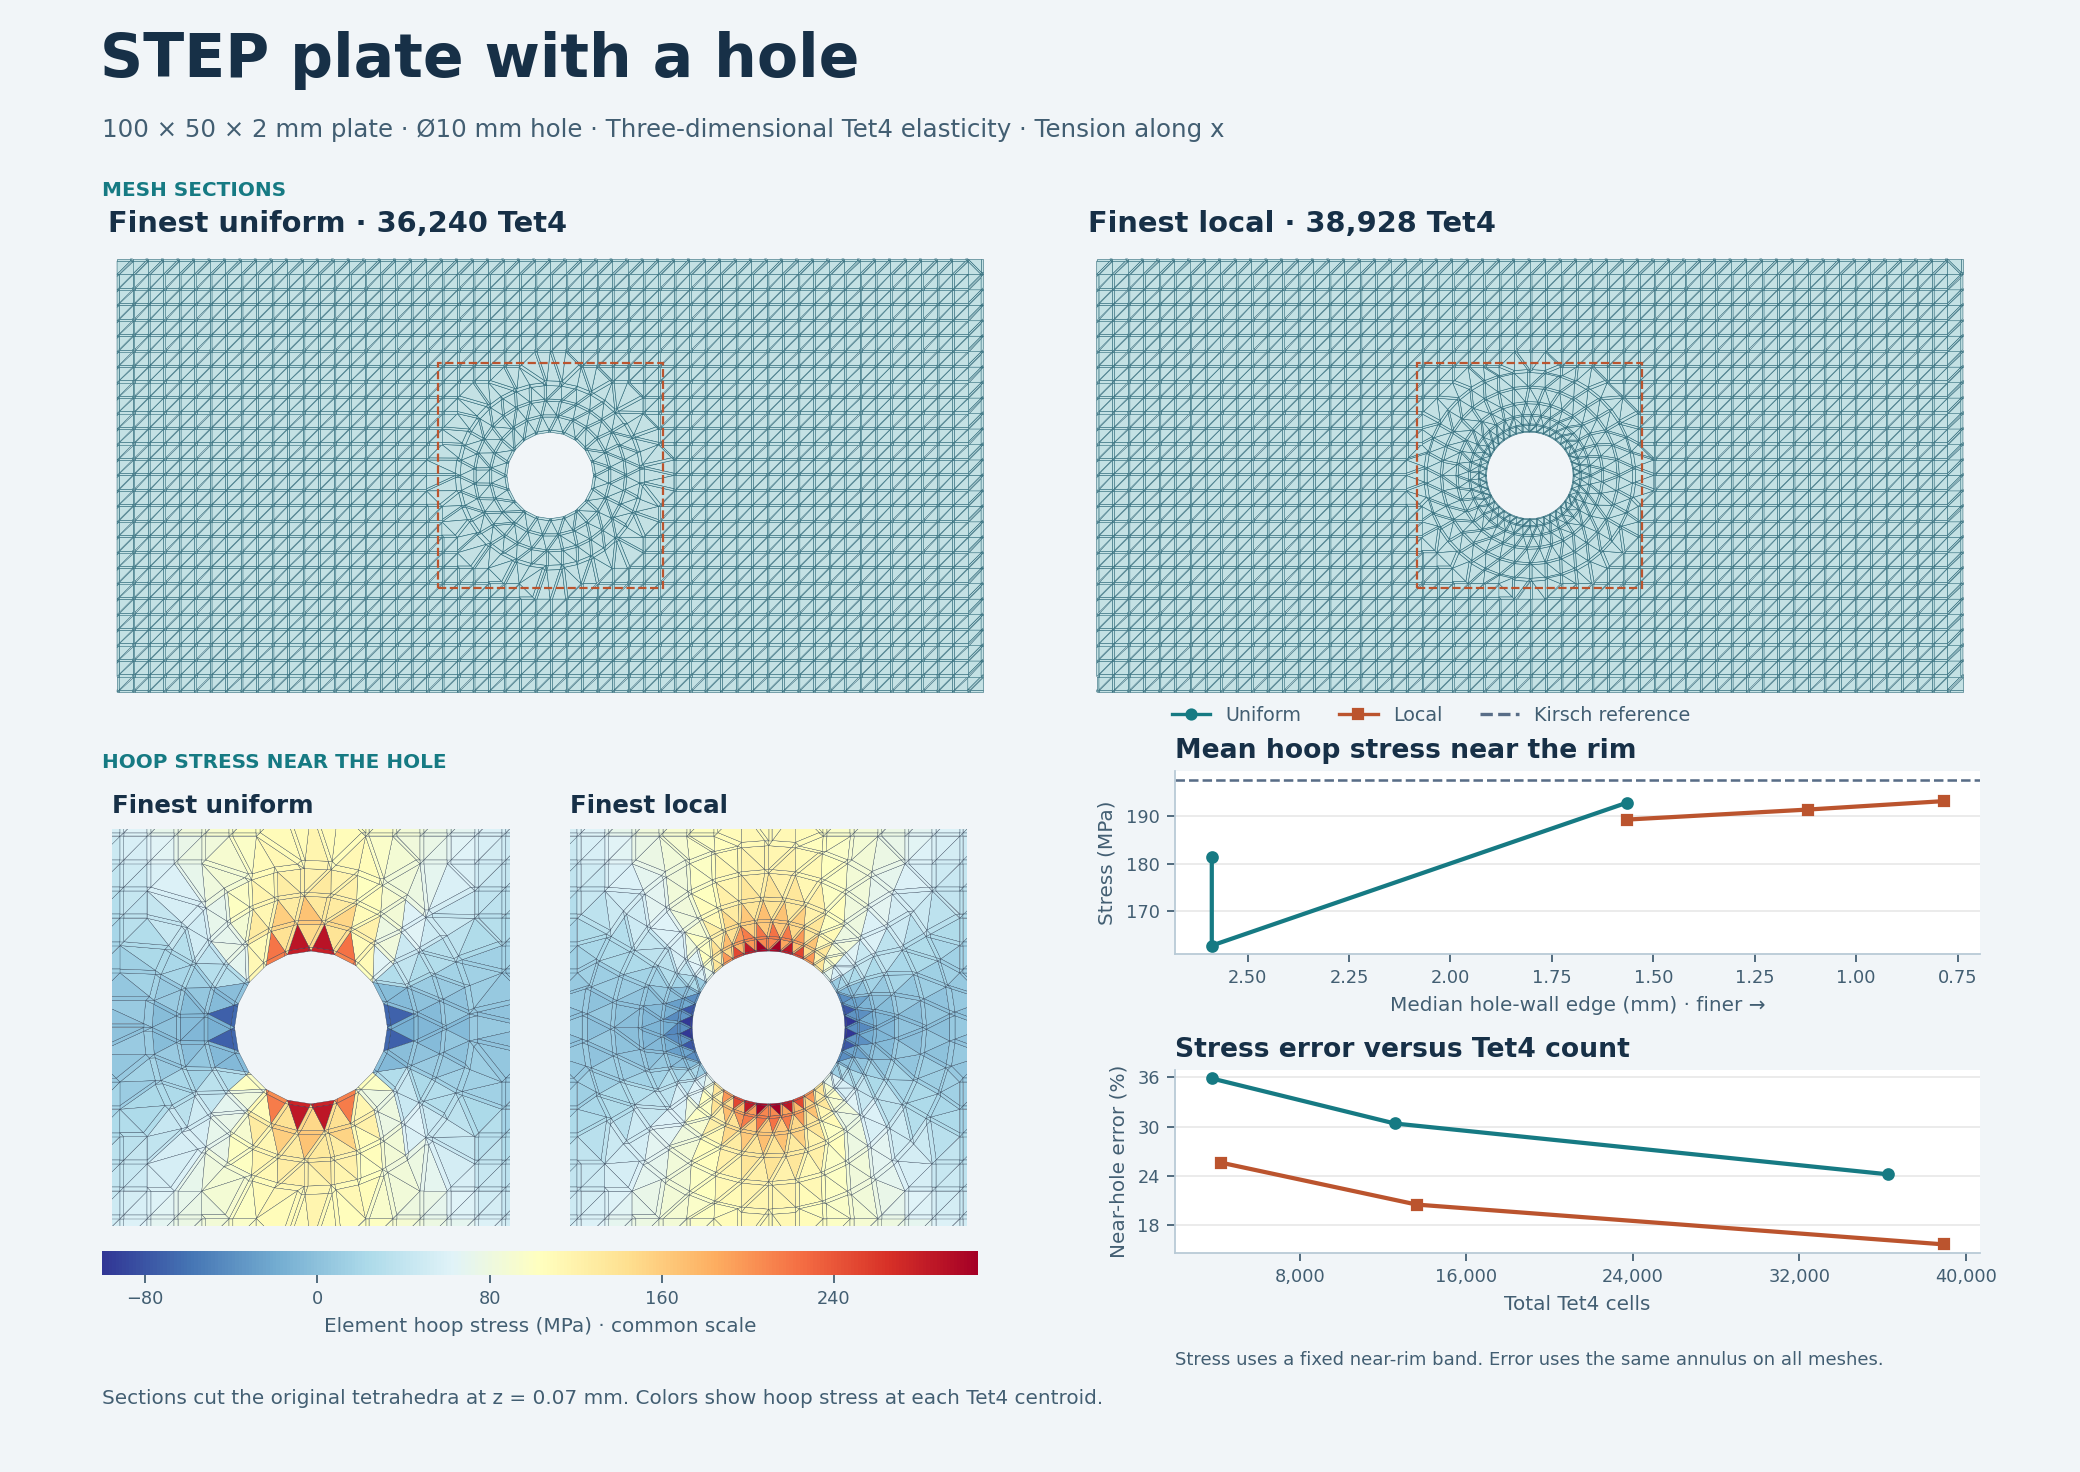 STEP plate with a hole
100 × 50 × 2 mm plate · Ø10 mm hole · Three-dimensional Tet4 elasticity · Tension along x
MESH SECTIONS
Finest uniform · 36,240 Tet4
Finest local · 38,928 Tet4
Uniform
Local
Kirsch reference
HOOP STRESS NEAR THE HOLE
Finest uniform
Finest local
−80
0
80
160
240
Element hoop stress (MPa) · common scale
Mean hoop stress near the rim
Stress (MPa)
190
180
170
2.50
2.25
2.00
1.75
1.50
1.25
1.00
0.75
Median hole-wall edge (mm) · finer →
Stress error versus Tet4 count
Near-hole error (%)
36
30
24
18
8,000
16,000
24,000
32,000
40,000
Total Tet4 cells
Stress uses a fixed near-rim band. Error uses the same annulus on all meshes.
Sections cut the original tetrahedra at z = 0.07 mm. Colors show hoop stress at each Tet4 centroid.